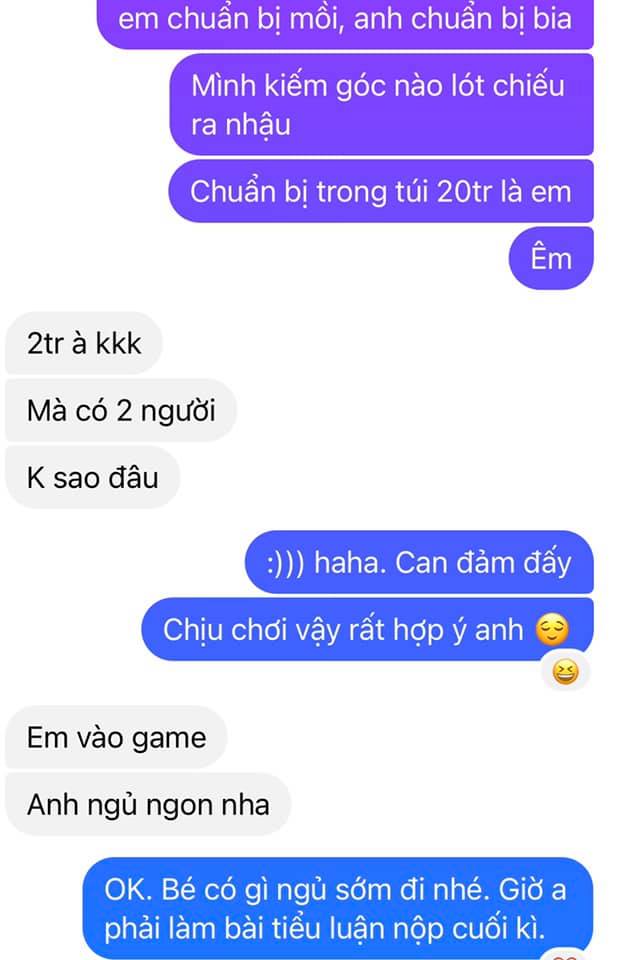 em chuẩn bị mồi, anh chuẩn bị bia
Mình kiếm góc nào lót chiếu
ra nhậu
Chuẩn bị trong túi 20tr là em
Êm
2tr à kkk
Mà có 2 người
K sao đâu
:))) haha. Can đảm đấy
Chịu chơi vậy rất hợp ý anh 😌
Em vào game
Anh ngủ ngon nha
OK. Bé có gì ngủ sớm đi nhé. Giờ a
phải làm bài tiểu luận nộp cuối kì.